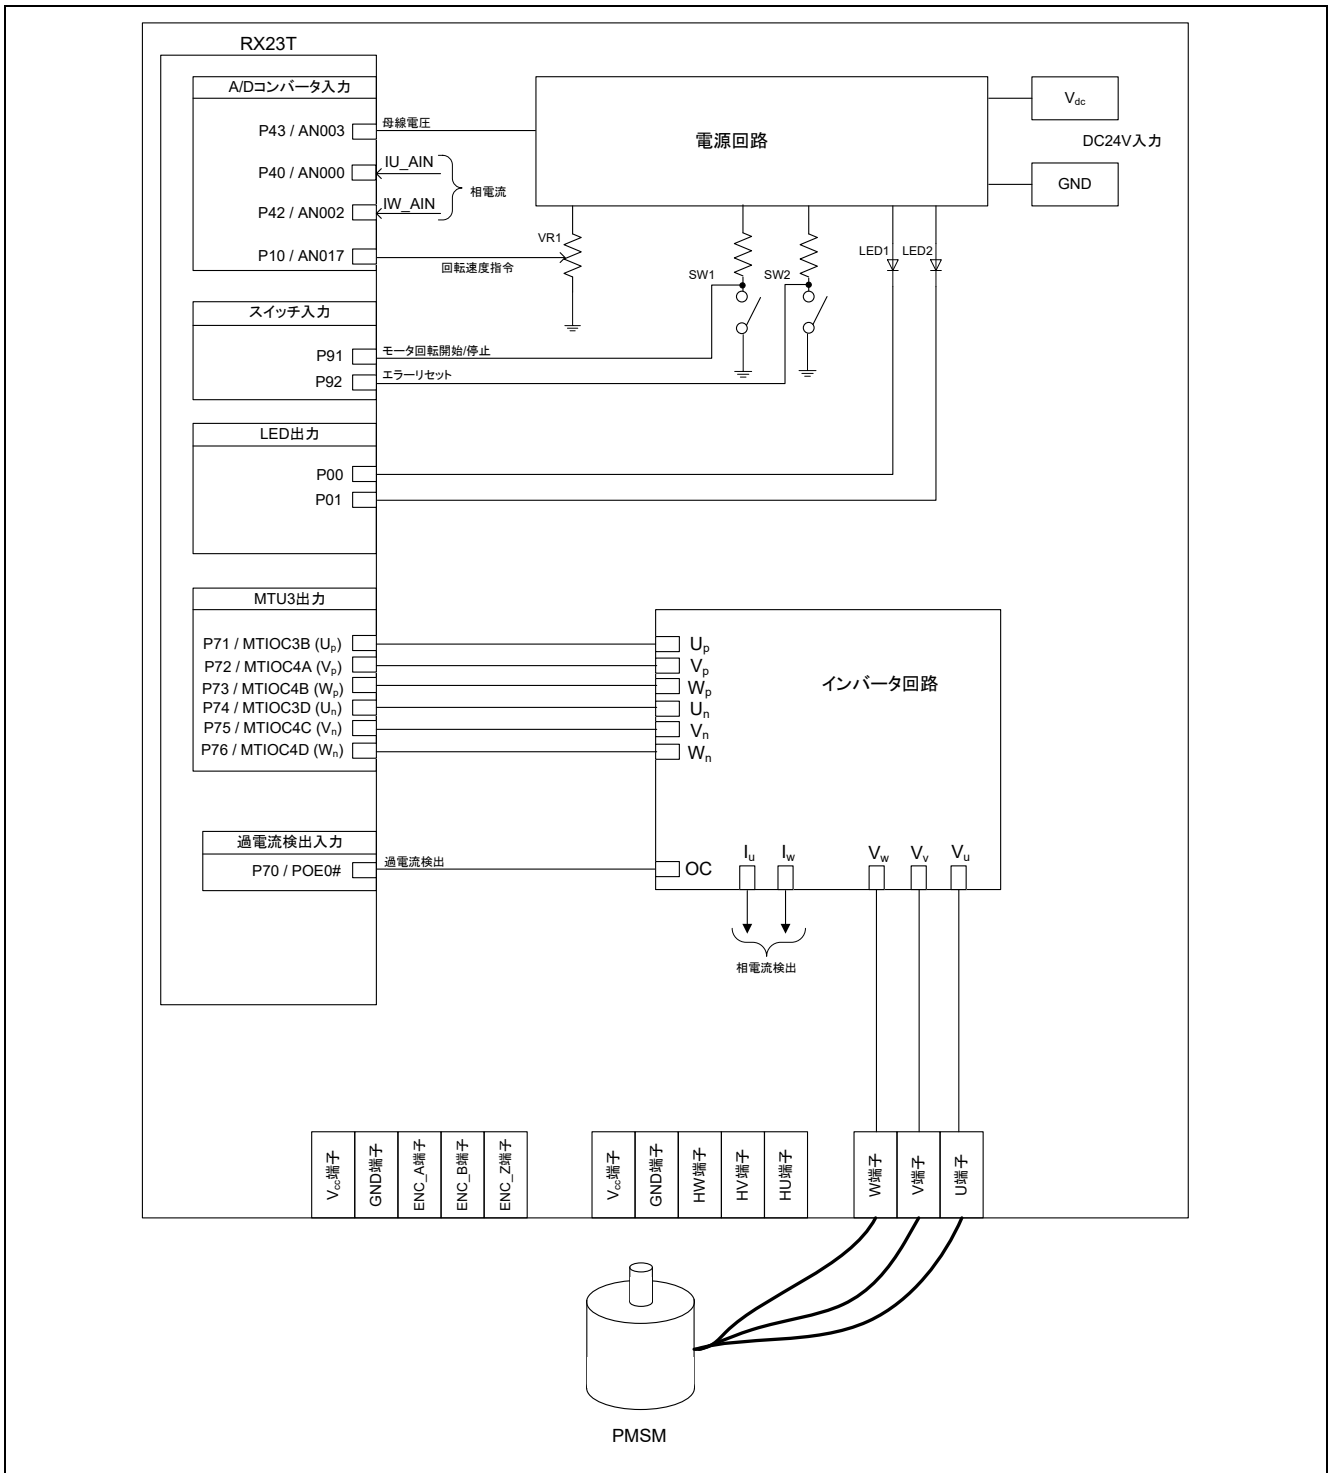 RX23T
A/Dコンバータ入力
P43 / AN003
母線電圧
P40 / AN000
IU_AIN
P42 / AN002
IW_AIN
相電流
P10 / AN017
回転速度指令
電源回路
Vdc
DC24V入力
GND
VR1
SW1
SW2
LED1
LED2
スイッチ入力
P91
モータ回転開始/停止
P92
エラーリセット
LED出力
P00
P01
MTU3出力
P71 / MTIOC3B (Up)
P72 / MTIOC4A (Vp)
P73 / MTIOC4B (Wp)
P74 / MTIOC3D (Un)
P75 / MTIOC4C (Vn)
P76 / MTIOC4D (Wn)
Up
Vp
Wp
Un
Vn
Wn
インバータ回路
過電流検出入力
P70 / POE0#
過電流検出
OC
Iu
Iw
Vw
Vv
Vu
相電流検出
Vcc端子
GND端子
ENC_A端子
ENC_B端子
ENC_Z端子
Vcc端子
GND端子
HW端子
HV端子
HU端子
W端子
V端子
U端子
PMSM